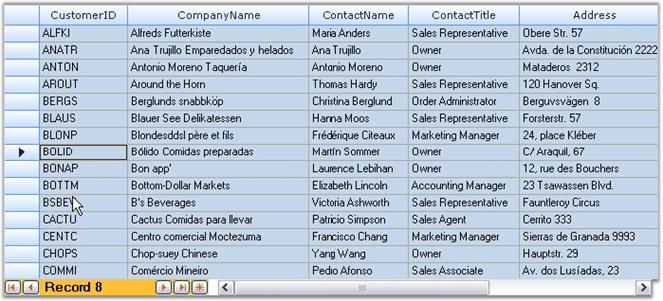 CustomerID CompanyName ContactName ContactTitle Address
ALFKI Alfreds Futterkiste Maria Anders Sales Representative Obere Str. 57
ANATR Ana Trujillo Emparedados y helados Ana Trujillo Owner Avda. de la Constitución 2222
ANTON Antonio Moreno Taquería Antonio Moreno Owner Mataderos 2312
AROUT Around the Horn Thomas Hardy Sales Representative 120 Hanover Sq.
BERGS Berglunds snabbköp Christina Berglund Order Administrator Berguvsvägen 8
BLAUS Blauer See Delikatessen Hanna Moos Sales Representative Forsterstr. 57
BLONP Blondesddsl père et fils Frédérique Citeaux Marketing Manager 24, place Kléber
BOLID Bólido Comidas preparadas Martín Sommer Owner C/ Araquil, 67
BONAP Bon app' Laurence Lebihan Owner 12, rue des Bouchers
BOTTM Bottom-Dollar Markets Elizabeth Lincoln Accounting Manager 23 Tsawassen Blvd.
BSBEV B's Beverages Victoria Ashworth Sales Representative Fauntleroy Circus
CACTU Cactus Comidas para llevar Patricio Simpson Sales Agent Cerrito 333
CENTC Centro comercial Moctezuma Francisco Chang Marketing Manager Sierras de Granada 9993
CHOPS Chop-suey Chinese Yang Wang Owner Hauptstr. 29
COMMI Comércio Mineiro Pedro Afonso Sales Associate Av. dos Lusíadas, 23
Record 8